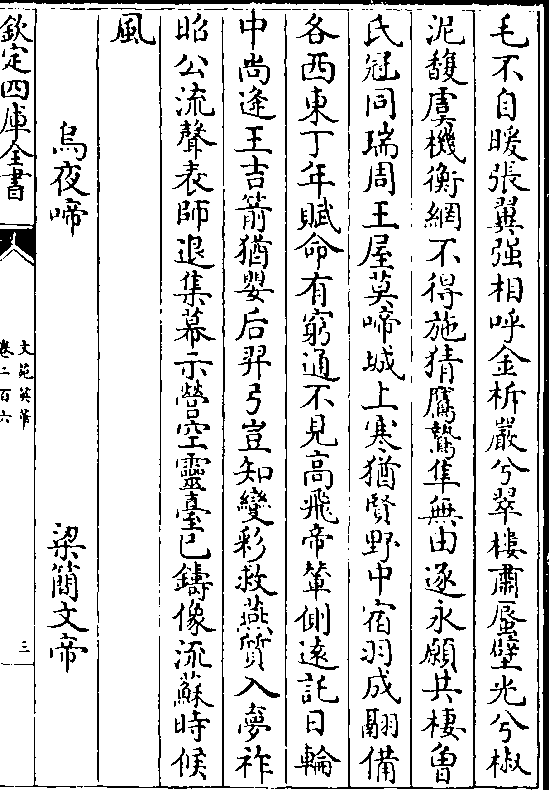 毛不自暖張翼强相呼金柝嚴兮翠樓肅蜃壁光兮椒
泥馥虞機衡網不得施猜鷹鷙隼無由逐永願共棲曾
氏冠同瑞周王屋莫啼城上寒猶賢野中宿羽成翮備
各西東丁年賦命有窮通不見高飛帝輦側遠託日輪
中尚逢王吉箭猶嬰后羿弓豈知變彩救燕質入夢祚
昭公流聲表師退集幕示營空靈臺已鑄像流蘇時候
風
烏夜啼 梁簡文帝
欽定四庫全書
文苑英華
卷二百六
三